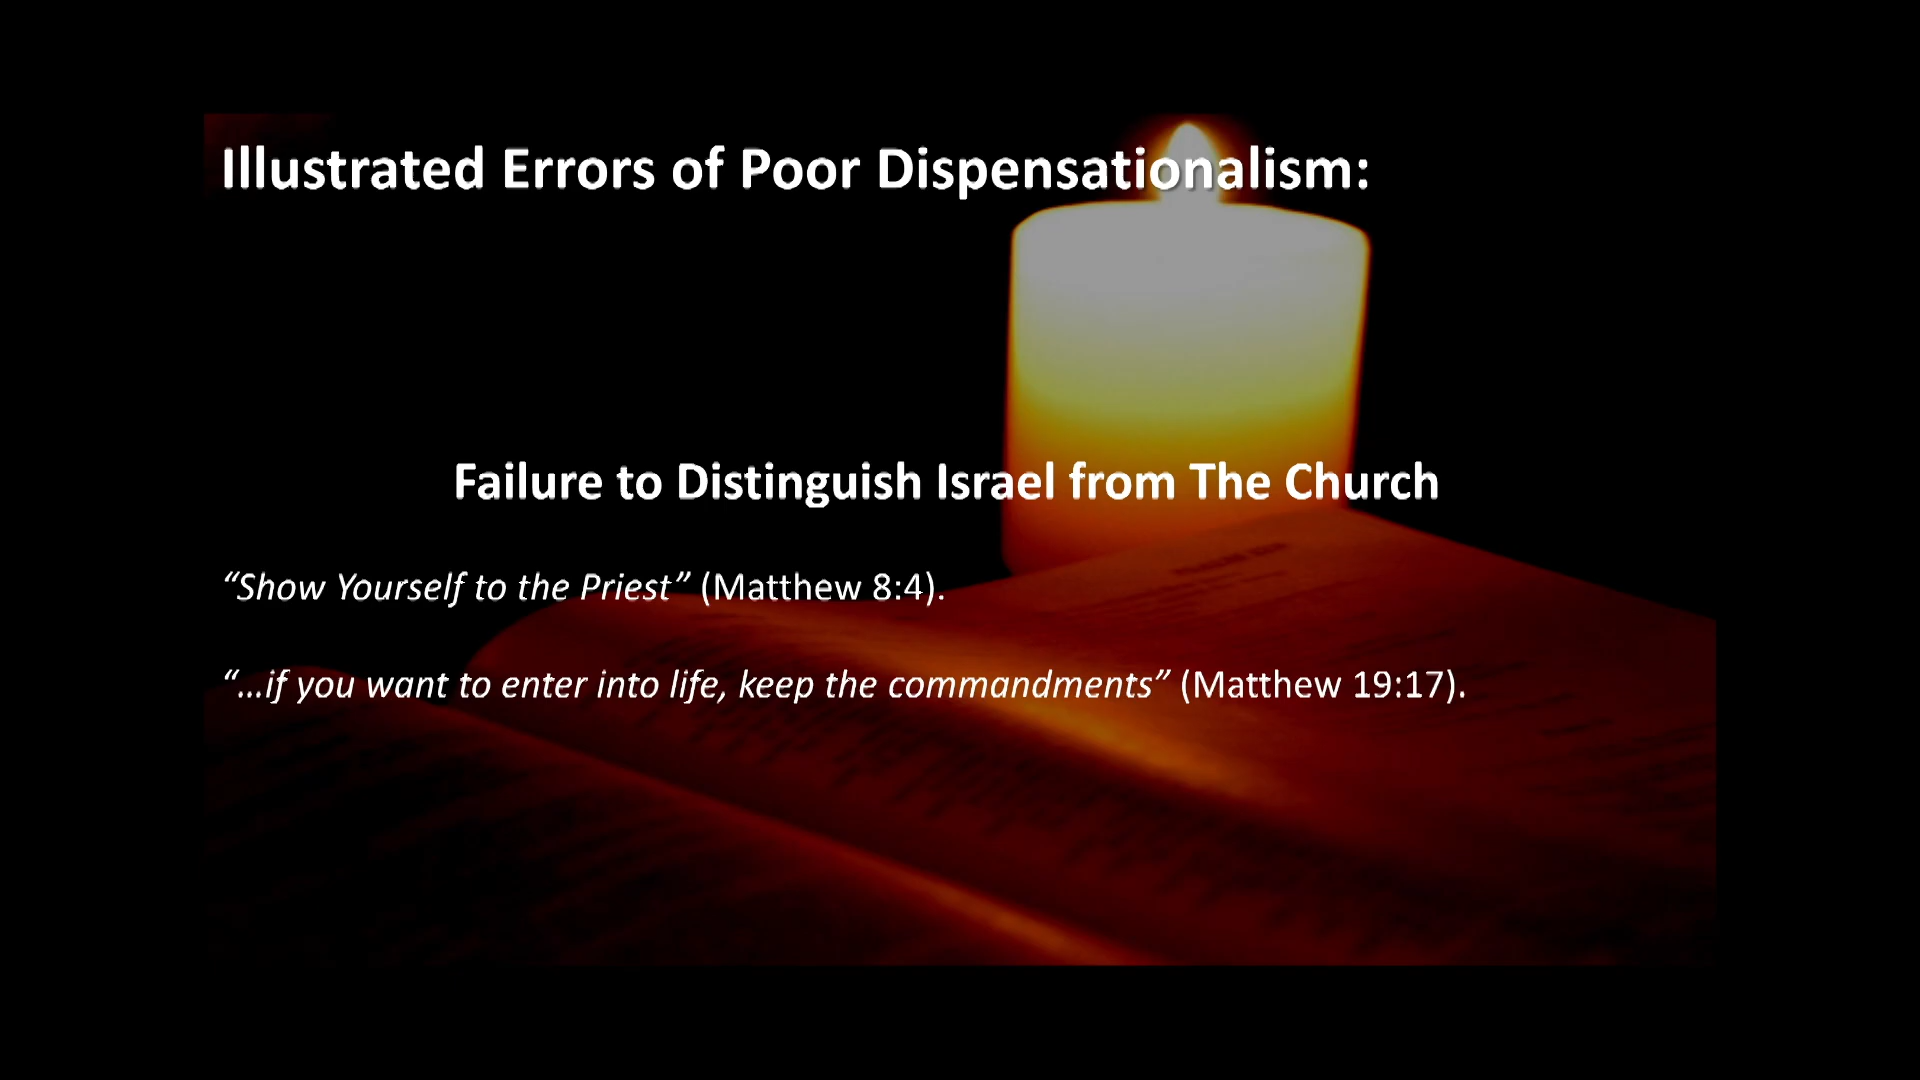 Illustrated Errors of Poor Dispensationalism:
Failure to Distinguish Israel from The Church
“Show Yourself to the Priest” (Matthew 8:4).
“…if you want to enter into life, keep the commandments” (Matthew 19:17).